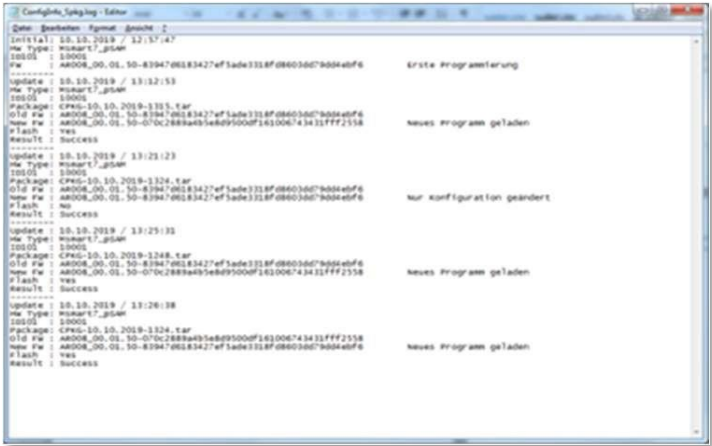 ConfigInfo_Spkg.log - Editor
Datei Bearbeiten Format Ansicht ?
Initial: 10.10.2019 / 12:57:47
HW Type: MSmart7_pSAM
ID101 : 10001
FW : AR008_00.01.50-83947d6183427ef5ade3318fd8603dd79dd4ebf6 Erste Programmierung
--------
Update : 10.10.2019 / 13:12:53
HW Type: MSmart7_pSAM
ID101 : 10001
Package: CPKG-10.10.2019-1315.tar
Old FW : AR008_00.01.50-83947d6183427ef5ade3318fd8603dd79dd4ebf6
New FW : AR008_00.01.50-070c2889a4b5e8d9500df161006743431fff2558 Neues Programm geladen
Flash : Yes
Result : Success
--------
Update : 10.10.2019 / 13:21:23
HW Type: MSmart7_pSAM
ID101 : 10001
Package: CPKG-10.10.2019-1324.tar
Old FW : AR008_00.01.50-83947d6183427ef5ade3318fd8603dd79dd4ebf6
New FW : AR008_00.01.50-83947d6183427ef5ade3318fd8603dd79dd4ebf6 Nur Konfiguration geändert
Flash : No
Result : Success
--------
Update : 10.10.2019 / 13:25:31
HW Type: MSmart7_pSAM
ID101 : 10001
Package: CPKG-10.10.2019-1248.tar
Old FW : AR008_00.01.50-83947d6183427ef5ade3318fd8603dd79dd4ebf6
New FW : AR008_00.01.50-070c2889a4b5e8d9500df161006743431fff2558 Neues Programm geladen
Flash : Yes
Result : Success
--------
Update : 10.10.2019 / 13:26:38
HW Type: MSmart7_pSAM
ID101 : 10001
Package: CPKG-10.10.2019-1324.tar
Old FW : AR008_00.01.50-070c2889a4b5e8d9500df161006743431fff2558
New FW : AR008_00.01.50-83947d6183427ef5ade3318fd8603dd79dd4ebf6 Neues Programm geladen
Flash : Yes
Result : Success